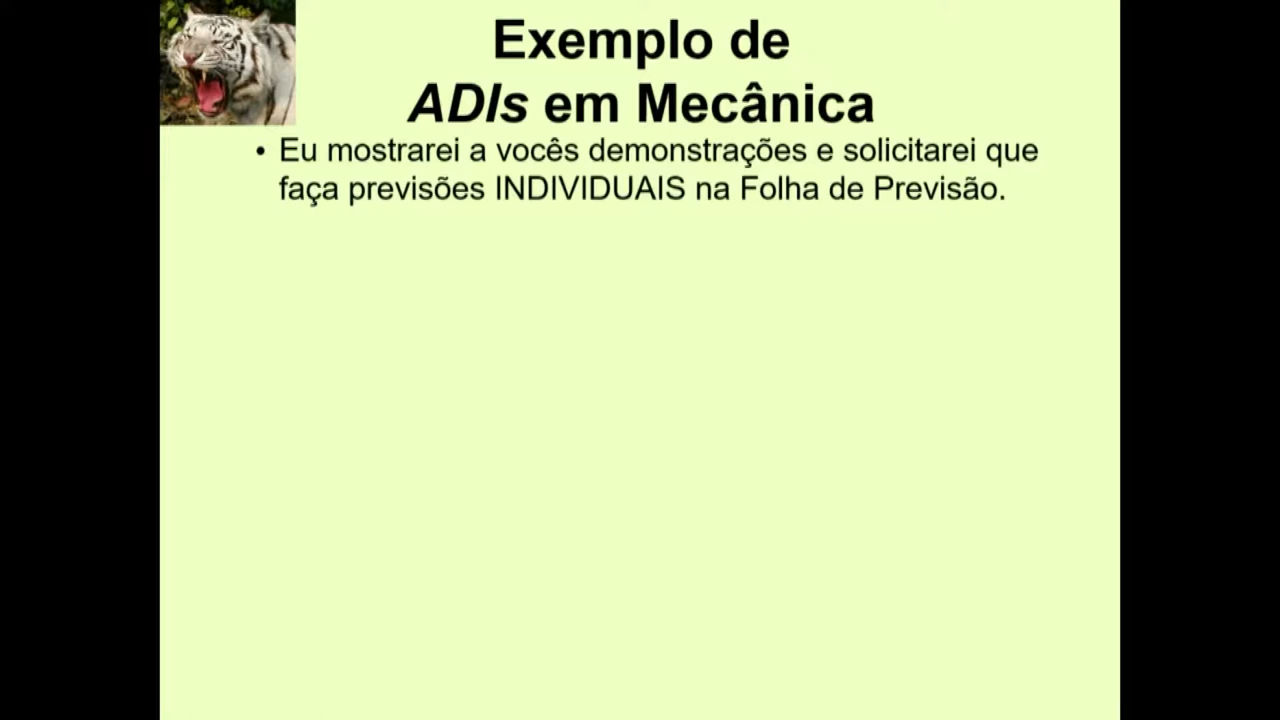 Exemplo de
ADIs em Mecânica
• Eu mostrarei a vocês demonstrações e solicitarei que
faça previsões INDIVIDUAIS na Folha de Previsão.